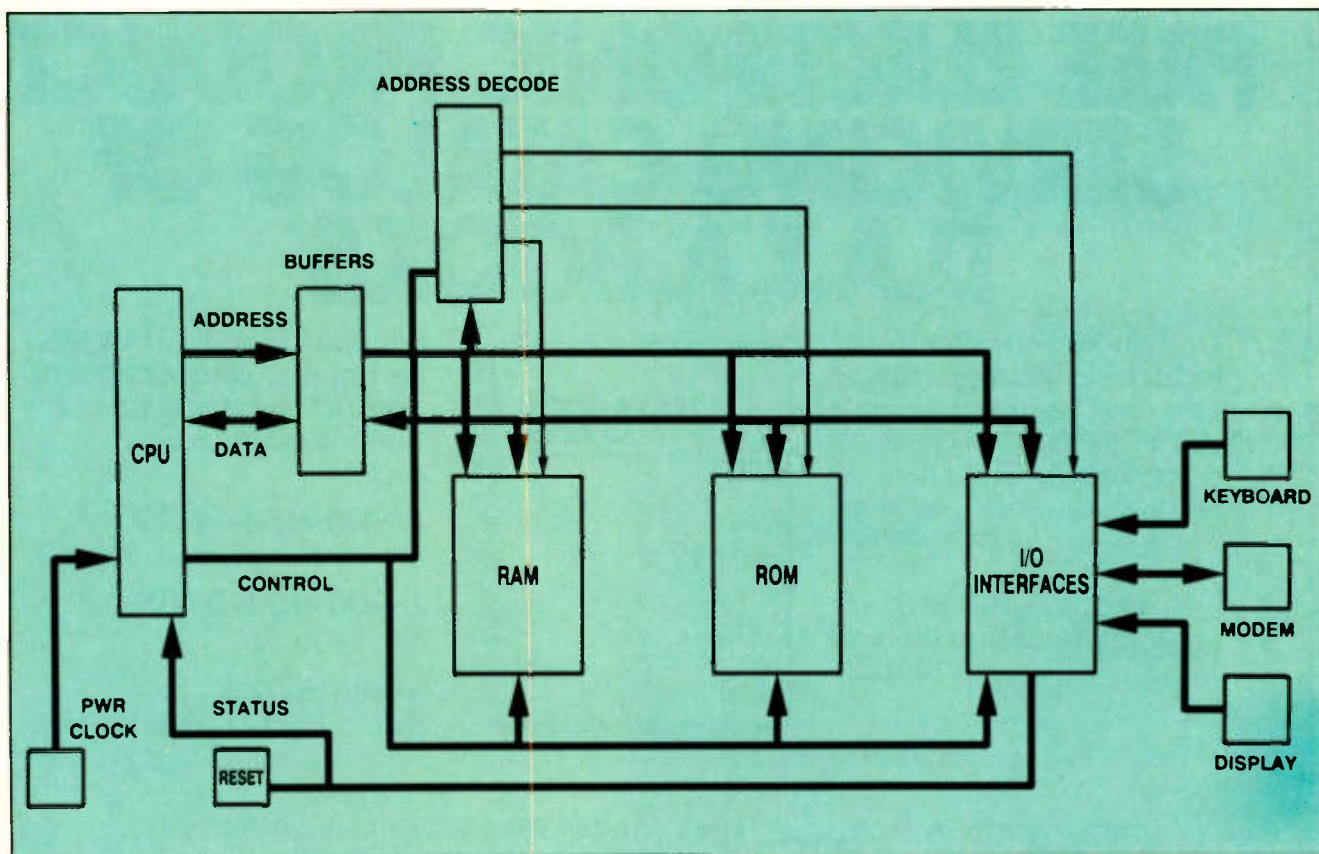 ADDRESS DECODE
BUFFERS
ADDRESS
DATA
CPU
CONTROL
RAM
ROM
I/O
INTERFACES
KEYBOARD
MODEM
DISPLAY
PWR
CLOCK
STATUS
RESET